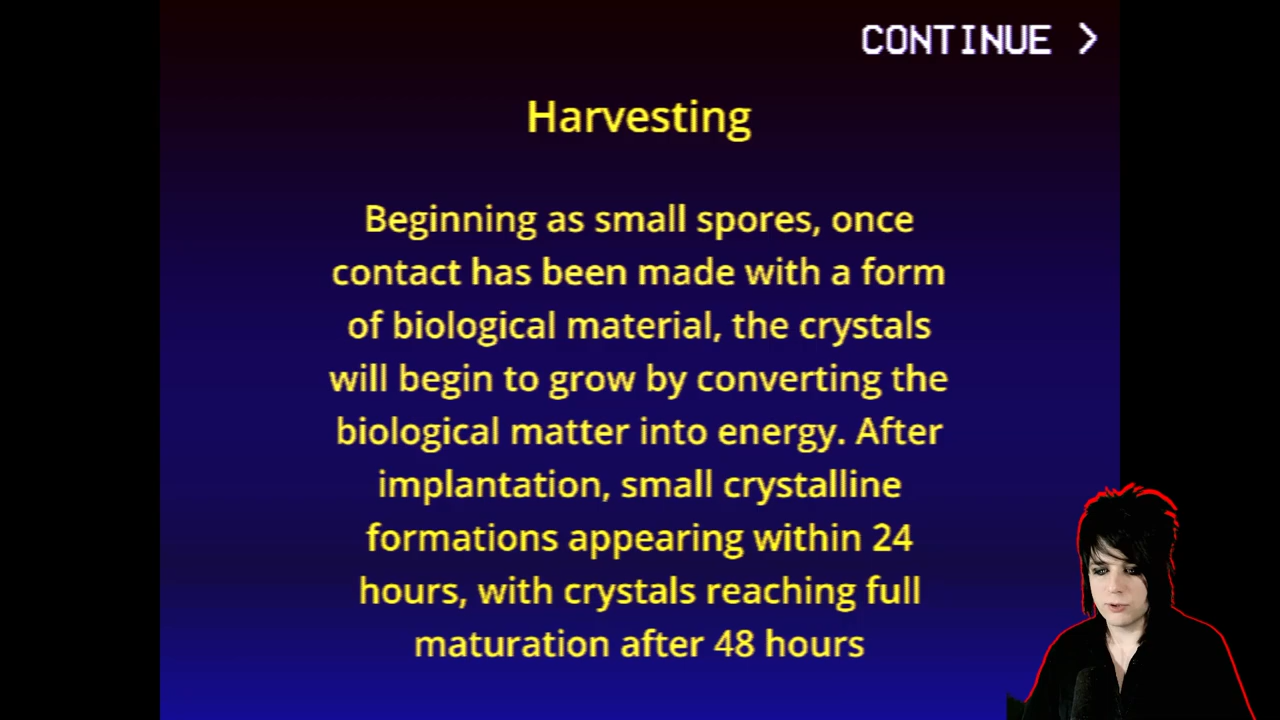 CONTINUE >
Harvesting
Beginning as small spores, once
contact has been made with a form
of biological material, the crystals
will begin to grow by converting the
biological matter into energy. After
implantation, small crystalline
formations appearing within 24
hours, with crystals reaching full
maturation after 48 hours